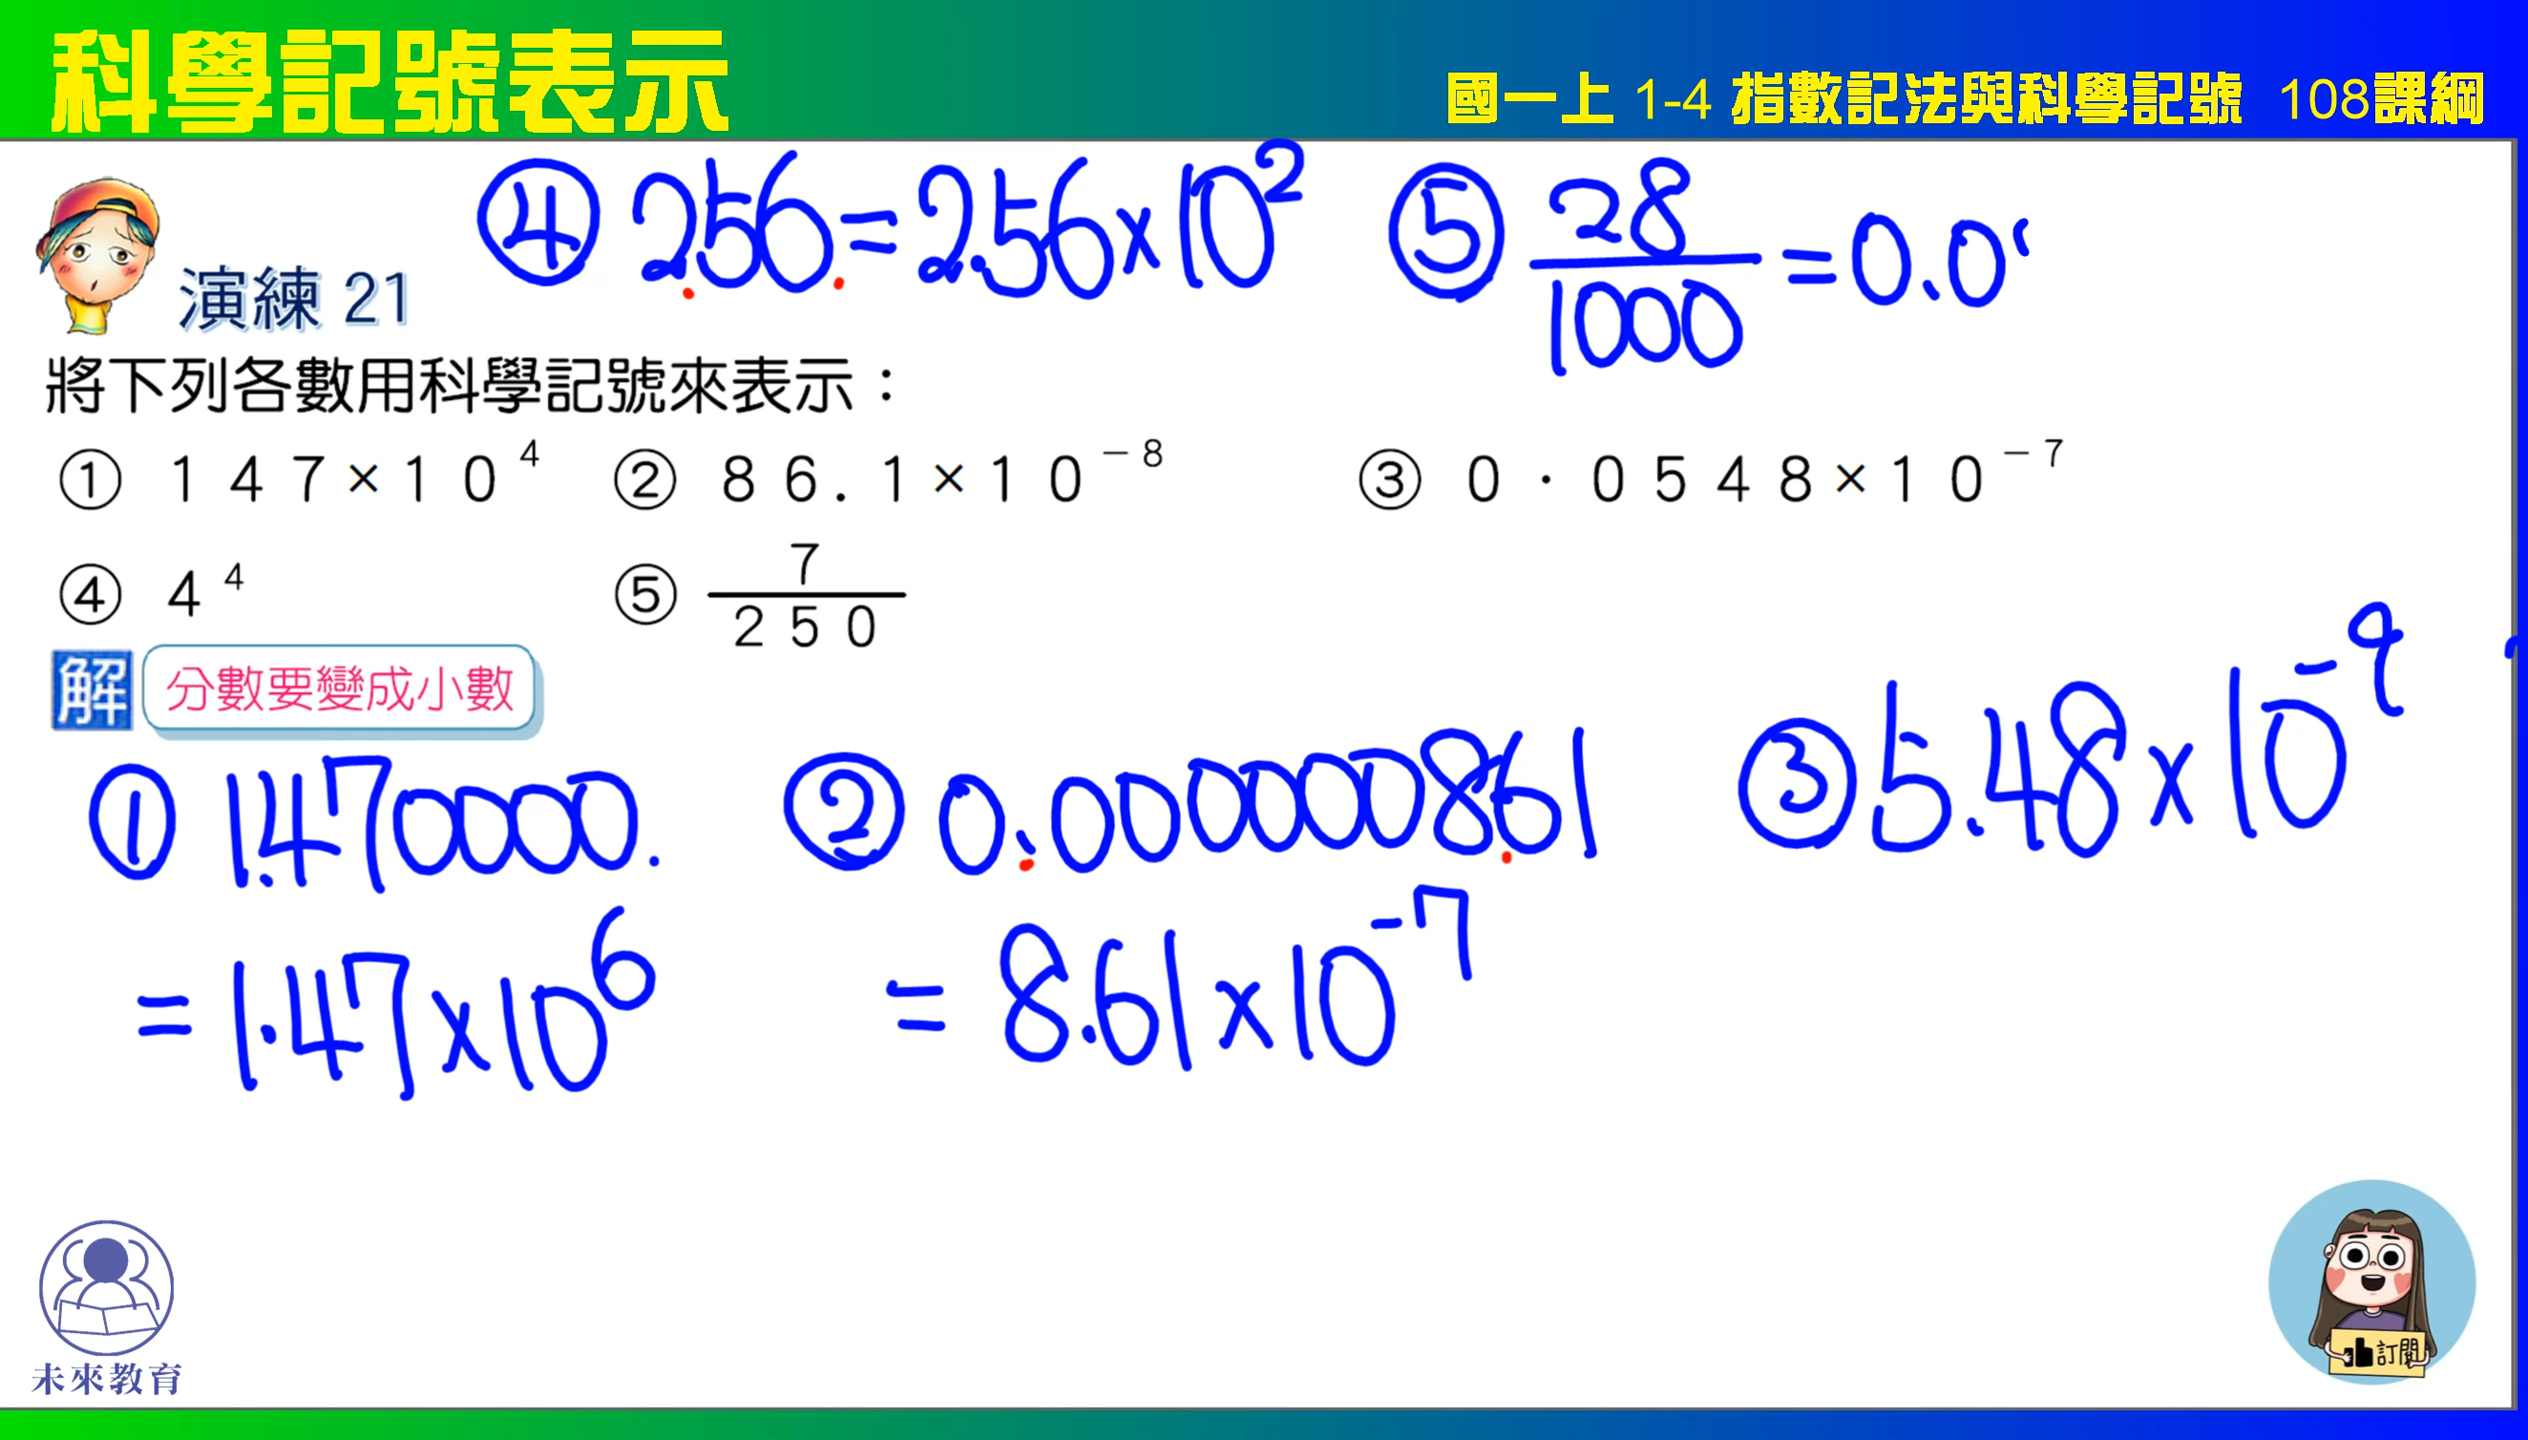 科學記號表示
國一上 1-4 指數記法與科學記號 108課綱
④ 256.=2.56×10²
⑤ 28/1000 =0.0
演練 21
將下列各數用科學記號來表示：
① 147×10⁴ ② 86.1×10⁻⁸ ③ 0·0548×10⁻⁷
④ 4⁴ ⑤ 7/250
解 分數要變成小數
① 1.470000. ② 0.000000861 ③ 5.48×10⁻⁹
=1.47×10⁶ =8.61×10⁻⁷
未來教育
訂閱